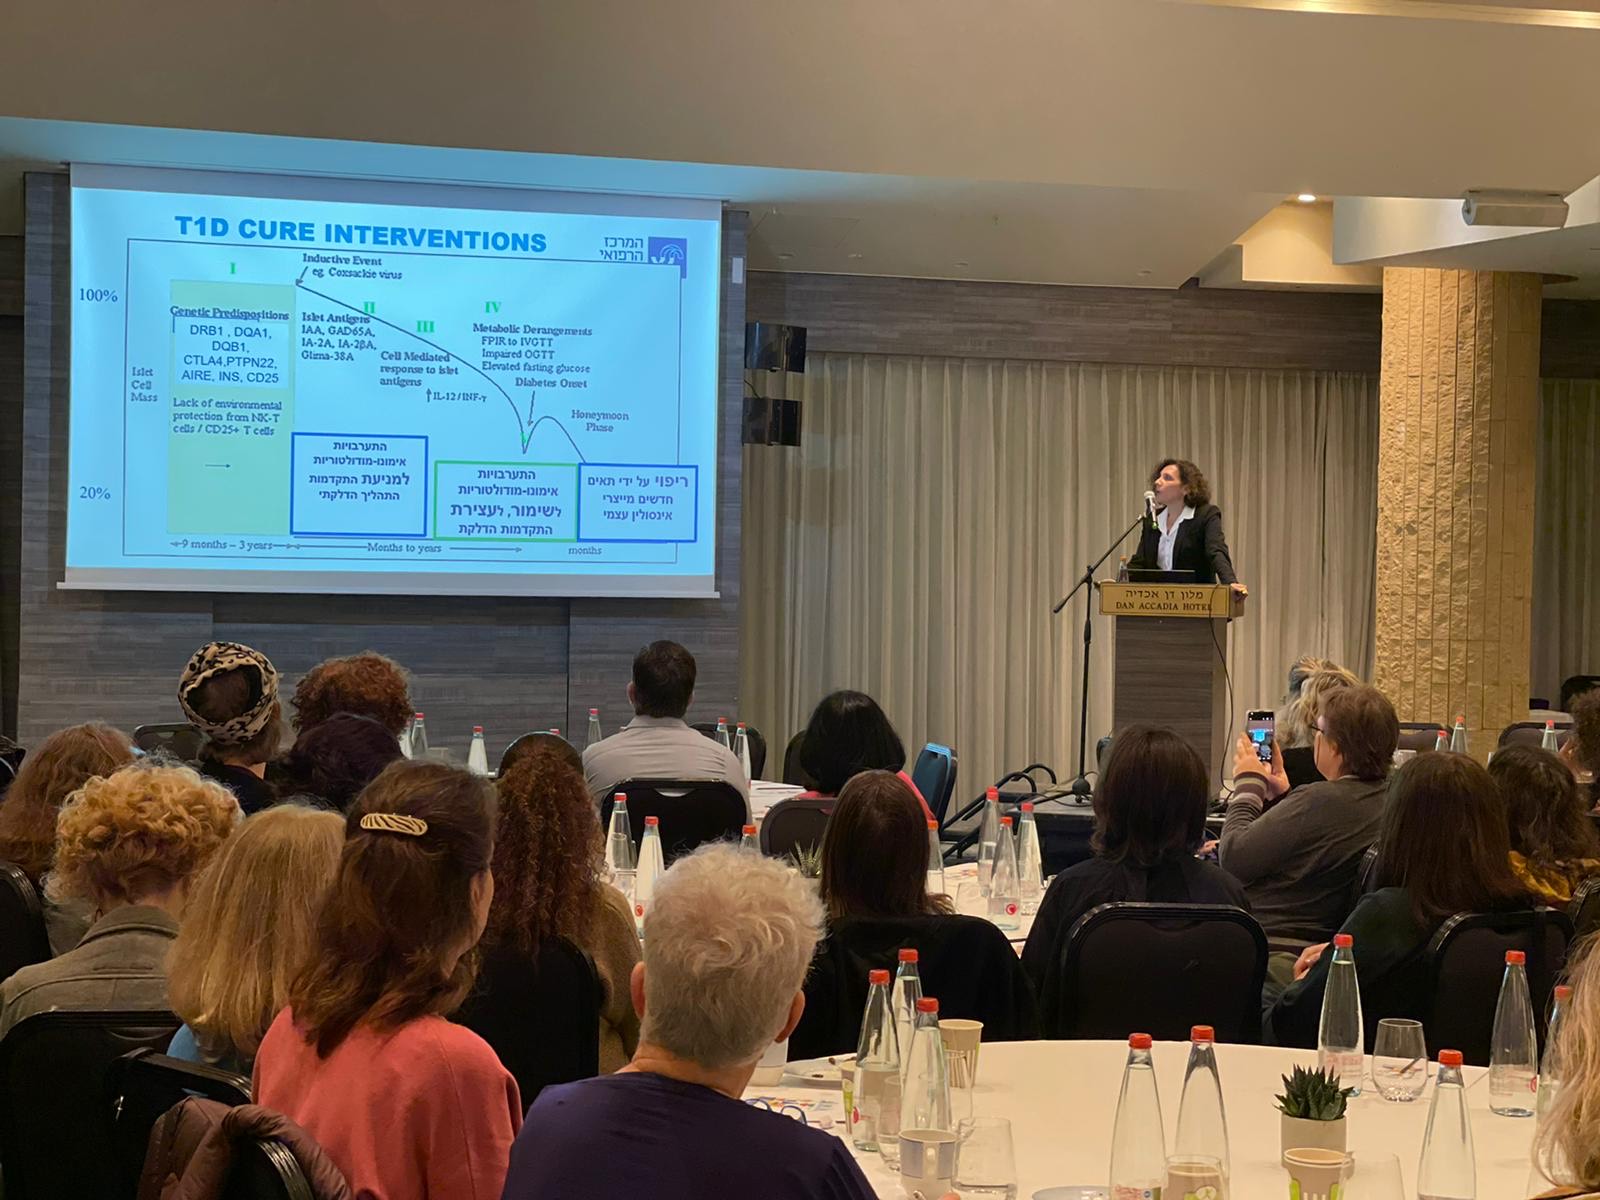 T1D CURE INTERVENTIONS
המרכז
הרפואי
I
Inductive Event
eg. Coxsackie virus
100%
Genetic Predispositions
DRB1 , DQA1,
DQB1,
CTLA4,PTPN22,
AIRE, INS, CD25
Islet
Cell
Mass
Lack of environmental
protection from NK-T
cells / CD25+ T cells
II
Islet Antigens
IAA, GAD65A,
IA-2A, IA-2βA,
Glima-38A
III
Cell Mediated
response to islet
antigens
IL-12 / INF-γ
IV
Metabolic Derangements
FPIR to IVGTT
Impaired OGTT
Elevated fasting glucose
Diabetes Onset
Honeymoon
Phase
20%
התערבויות
אימונו-מודולטוריות
למניעת התקדמות
התהליך הדלקתי
התערבויות
אימונו-מודולטוריות
לשימור, לעצירת
התקדמות הדלקת
ריפוי על ידי תאים
חדשים מייצרי
אינסולין עצמי
9 months – 3 years
Months to years
months
מלון דן אכדיה
DAN ACCADIA HOTEL